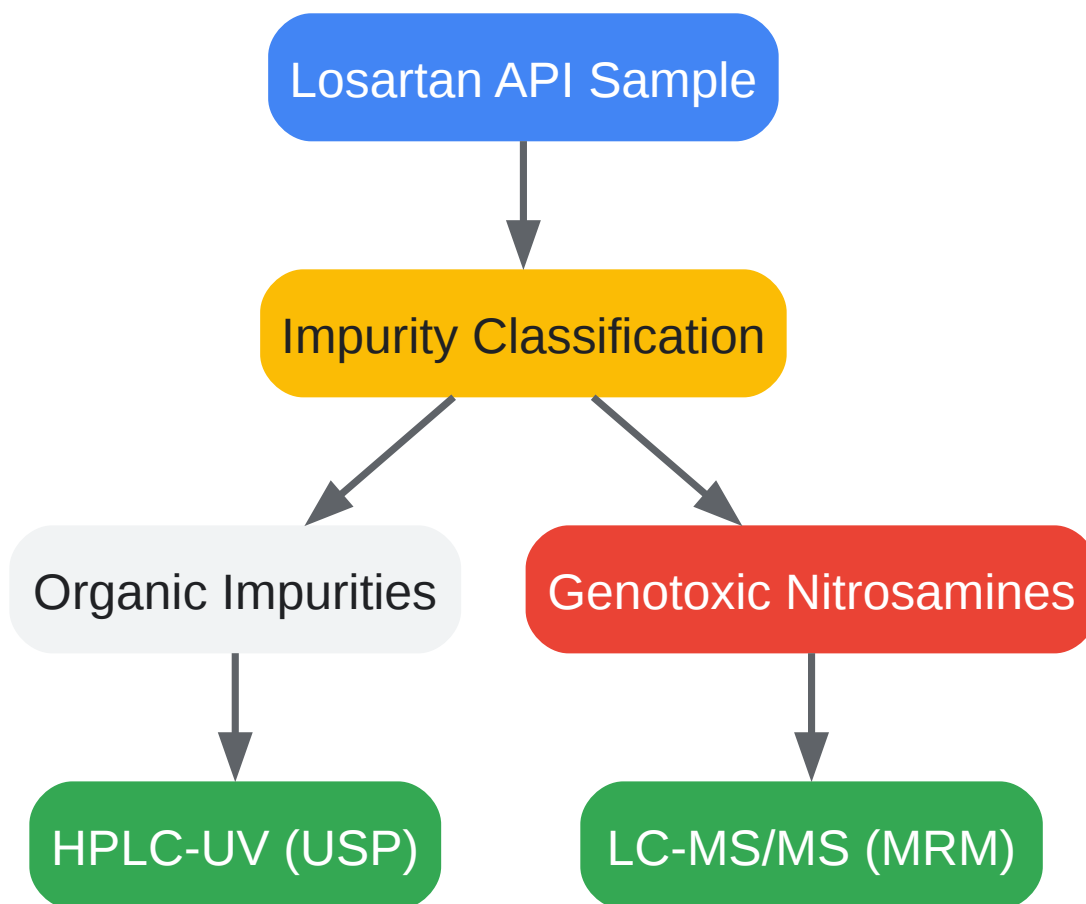 Losartan API Sample
Impurity Classification
Organic Impurities
Genotoxic Nitrosamines
HPLC-UV (USP)
LC-MS/MS (MRM)